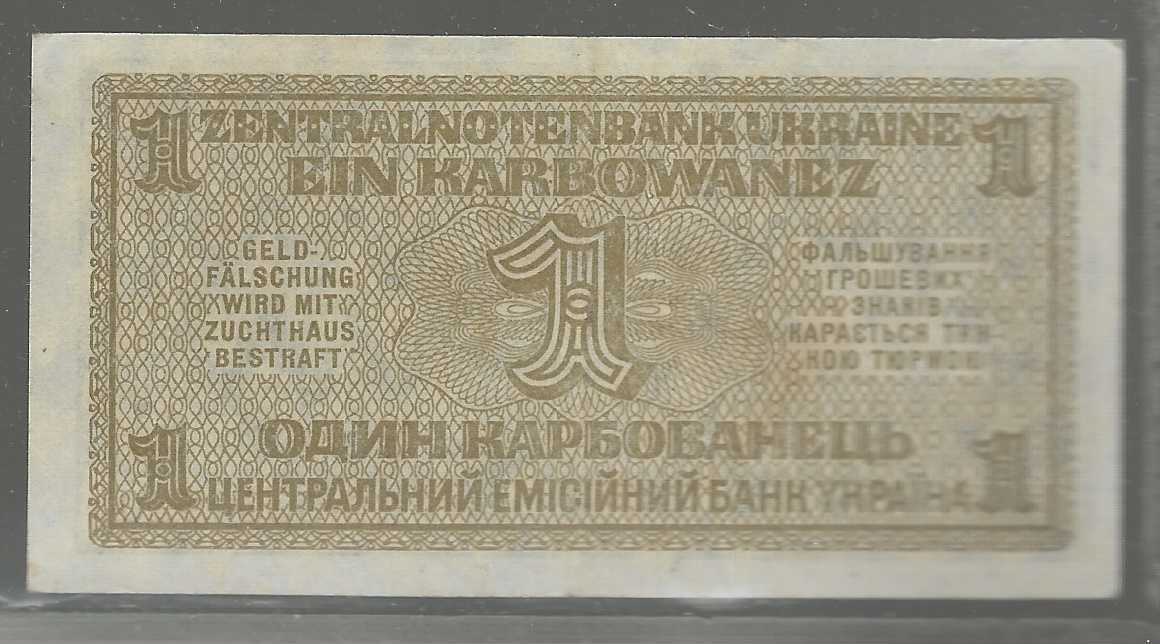 1 ZENTRALNOTENBANK UKRAINE 1
EIN KARBOWANEZ
GELD-
FÄLSCHUNG
WIRD MIT
ZUCHTHAUS
BESTRAFT
1
ФАЛЬШУВАННЯ
ГРОШЕВИХ
ЗНАКІВ
КАРАЄТЬСЯ ТЯЖ-
КОЮ ТЮРМОЮ
ОДИН КАРБОВАНЕЦЬ
1 ЦЕНТРАЛЬНИЙ ЕМІСІЙНИЙ БАНК УКРАЇНА 1